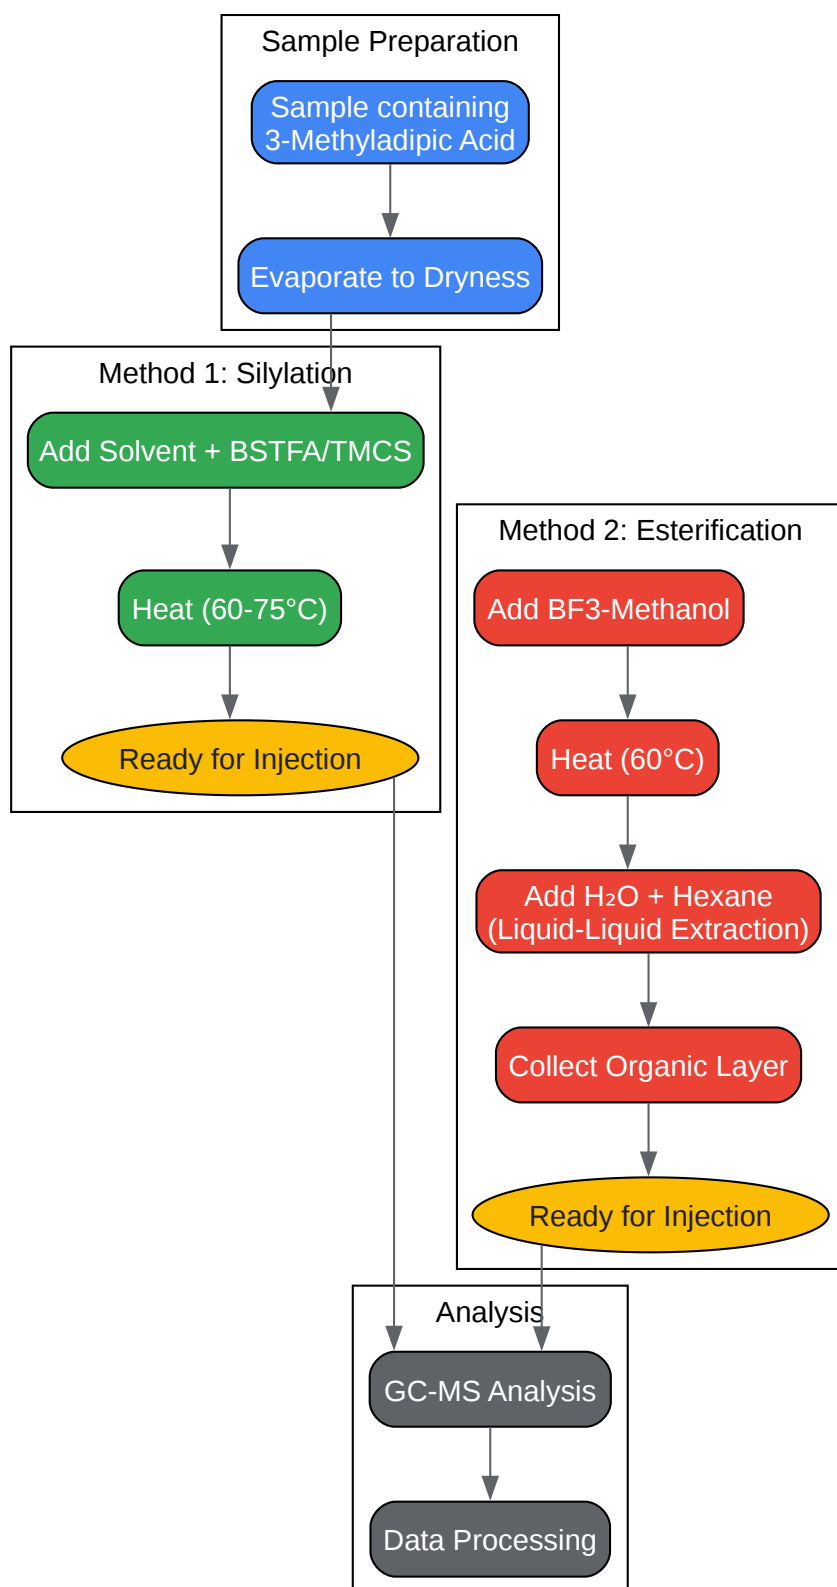 Sample Preparation
Sample containing
3-Methyladipic Acid
Evaporate to Dryness
Method 1: Silylation
Add Solvent + BSTFA/TMCS
Heat (60-75°C)
Ready for Injection
Method 2: Esterification
Add BF3-Methanol
Heat (60°C)
Add H₂O + Hexane
(Liquid-Liquid Extraction)
Collect Organic Layer
Ready for Injection
Analysis
GC-MS Analysis
Data Processing